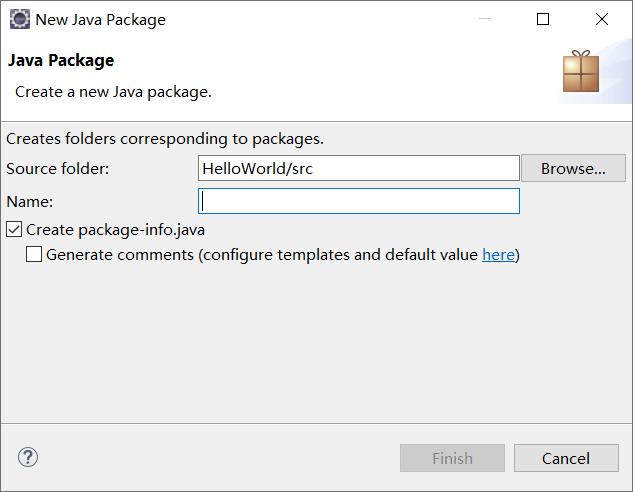 New Java Package
Java Package
Create a new Java package.
Creates folders corresponding to packages.
Source folder: HelloWorld/src Browse...
Name:
Create package-info.java
Generate comments (configure templates and default value here)
? Finish Cancel